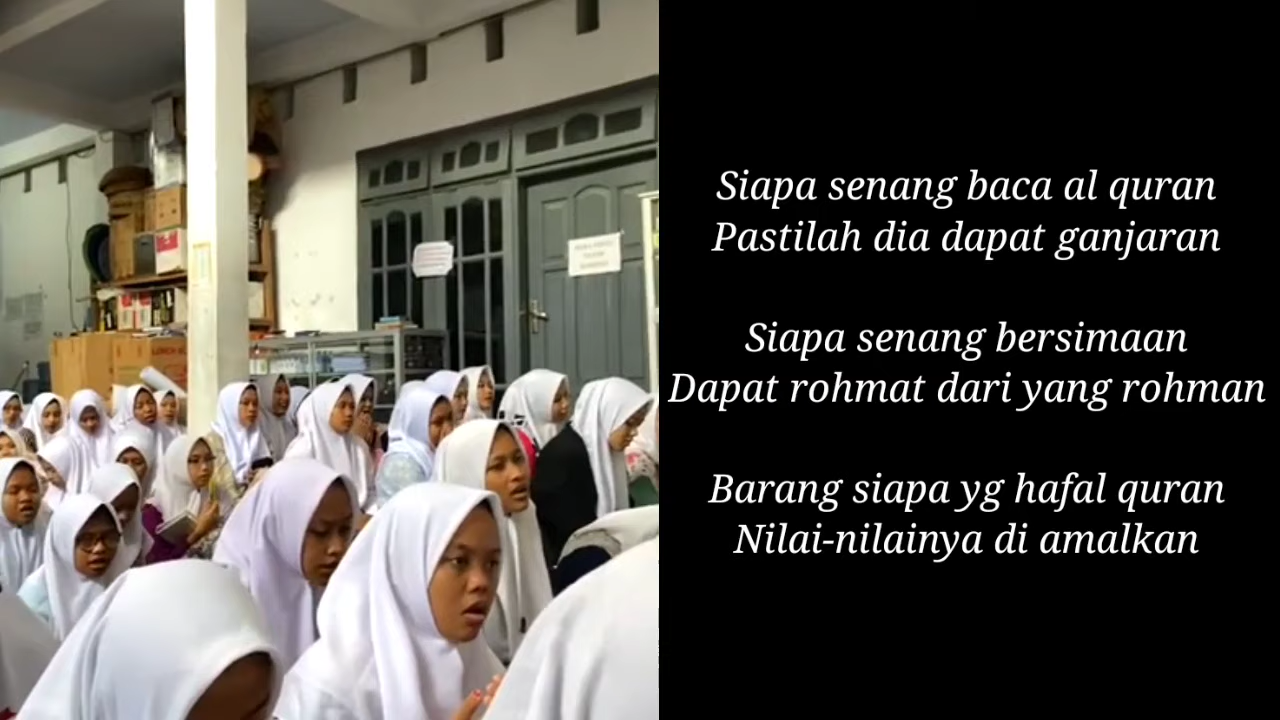 Siapa senang baca al quran
Pastilah dia dapat ganjaran
Siapa senang bersimaan
Dapat rohmat dari yang rohman
Barang siapa yg hafal quran
Nilai-nilainya di amalkan